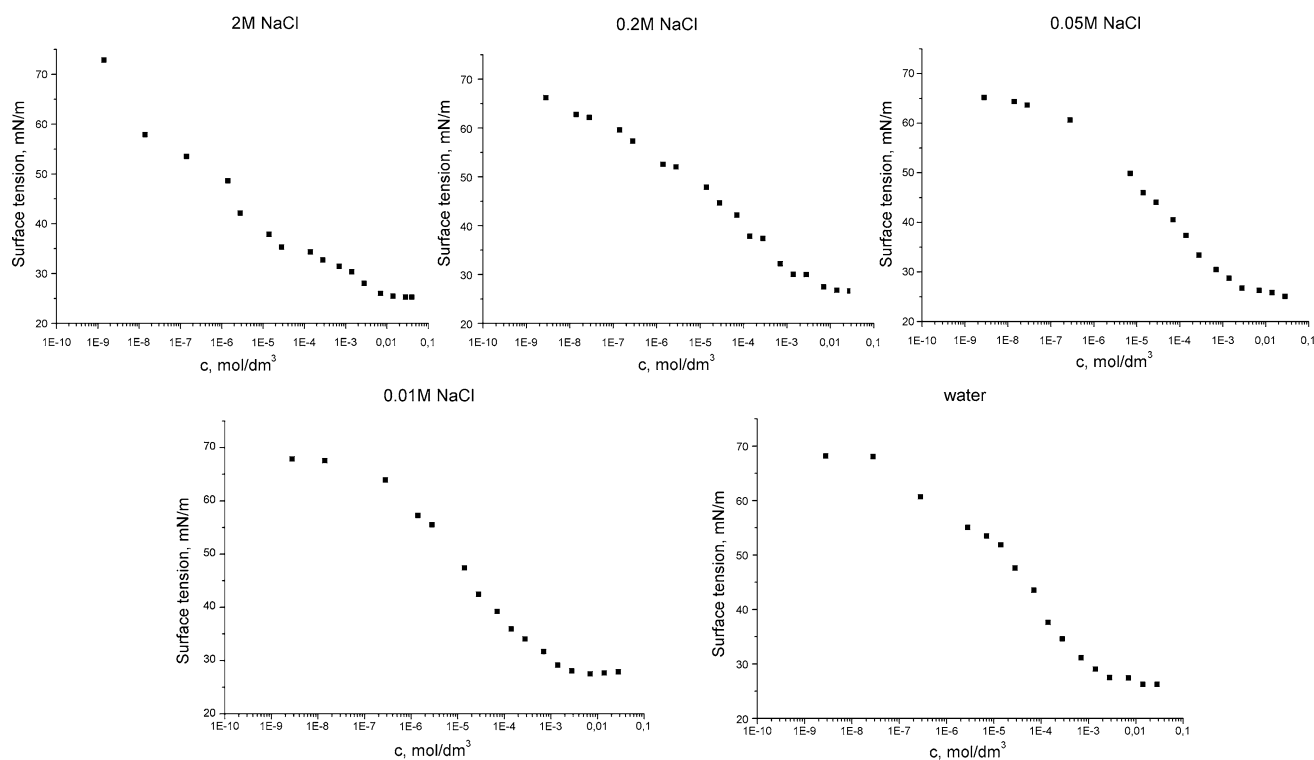 2M NaCl
Surface tension, mN/m
70
60
50
40
30
20
1E-10 1E-9 1E-8 1E-7 1E-6 1E-5 1E-4 1E-3 0,01 0,1
c, mol/dm³
0.2M NaCl
Surface tension, mN/m
70
60
50
40
30
20
1E-10 1E-9 1E-8 1E-7 1E-6 1E-5 1E-4 1E-3 0,01 0,1
c, mol/dm³
0.05M NaCl
Surface tension, mN/m
70
60
50
40
30
20
1E-10 1E-9 1E-8 1E-7 1E-6 1E-5 1E-4 1E-3 0,01 0,1
c, mol/dm³
0.01M NaCl
Surface tension, mN/m
70
60
50
40
30
20
1E-10 1E-9 1E-8 1E-7 1E-6 1E-5 1E-4 1E-3 0,01 0,1
c, mol/dm³
water
Surface tension, mN/m
70
60
50
40
30
20
1E-10 1E-9 1E-8 1E-7 1E-6 1E-5 1E-4 1E-3 0,01 0,1
c, mol/dm³